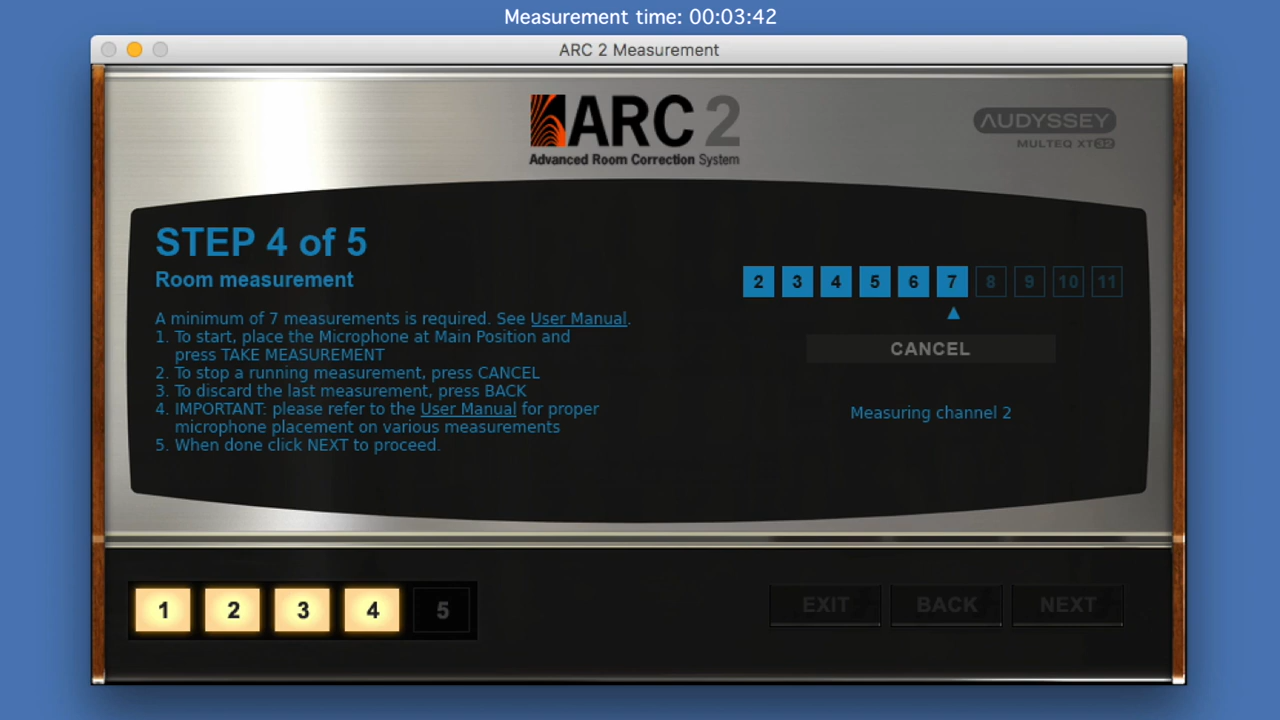 Measurement time: 00:03:42
ARC 2 Measurement
ARC 2
Advanced Room Correction System
AUDYSSEY
MULTEQ XT32
STEP 4 of 5
Room measurement
A minimum of 7 measurements is required. See User Manual.
1. To start, place the Microphone at Main Position and
press TAKE MEASUREMENT
2. To stop a running measurement, press CANCEL
3. To discard the last measurement, press BACK
4. IMPORTANT: please refer to the User Manual for proper
microphone placement on various measurements
5. When done click NEXT to proceed.
2 3 4 5 6 7 8 9 10 11
CANCEL
Measuring channel 2
1 2 3 4 5
EXIT BACK NEXT